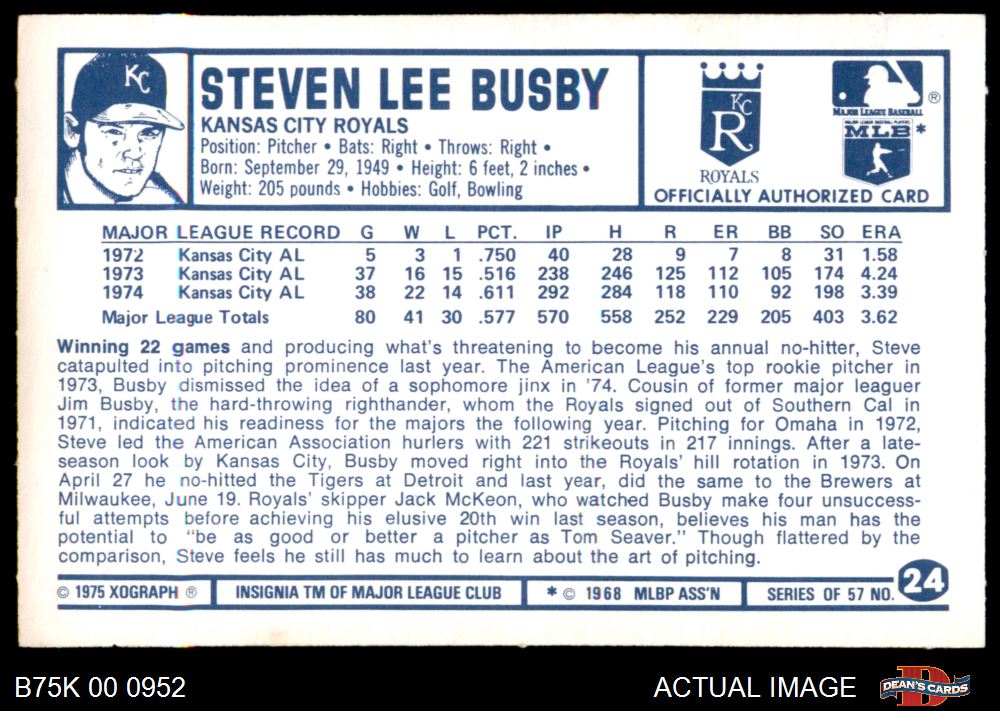 KC
STEVEN LEE BUSBY
KANSAS CITY ROYALS
Position: Pitcher • Bats: Right • Throws: Right •
Born: September 29, 1949 • Height: 6 feet, 2 inches •
Weight: 205 pounds • Hobbies: Golf, Bowling
KC
R
ROYALS
MAJOR LEAGUE BASEBALL ®
MAJOR LEAGUE BASEBALL PLAYERS
MLB *
OFFICIALLY AUTHORIZED CARD
MAJOR LEAGUE RECORD G W L PCT. IP H R ER BB SO ERA
1972 Kansas City AL 5 3 1 .750 40 28 9 7 8 31 1.58
1973 Kansas City AL 37 16 15 .516 238 246 125 112 105 174 4.24
1974 Kansas City AL 38 22 14 .611 292 284 118 110 92 198 3.39
Major League Totals 80 41 30 .577 570 558 252 229 205 403 3.62
Winning 22 games and producing what's threatening to become his annual no-hitter, Steve
catapulted into pitching prominence last year. The American League's top rookie pitcher in
1973, Busby dismissed the idea of a sophomore jinx in '74. Cousin of former major leaguer
Jim Busby, the hard-throwing righthander, whom the Royals signed out of Southern Cal in
1971, indicated his readiness for the majors the following year. Pitching for Omaha in 1972,
Steve led the American Association hurlers with 221 strikeouts in 217 innings. After a late-
season look by Kansas City, Busby moved right into the Royals' hill rotation in 1973. On
April 27 he no-hitted the Tigers at Detroit and last year, did the same to the Brewers at
Milwaukee, June 19. Royals' skipper Jack McKeon, who watched Busby make four unsuccess-
ful attempts before achieving his elusive 20th win last season, believes his man has the
potential to "be as good or better a pitcher as Tom Seaver." Though flattered by the
comparison, Steve feels he still has much to learn about the art of pitching.
© 1975 XOGRAPH ® INSIGNIA TM OF MAJOR LEAGUE CLUB * © 1968 MLBP ASS'N SERIES OF 57 NO. 24
B75K 00 0952 ACTUAL IMAGE DEAN'S CARDS